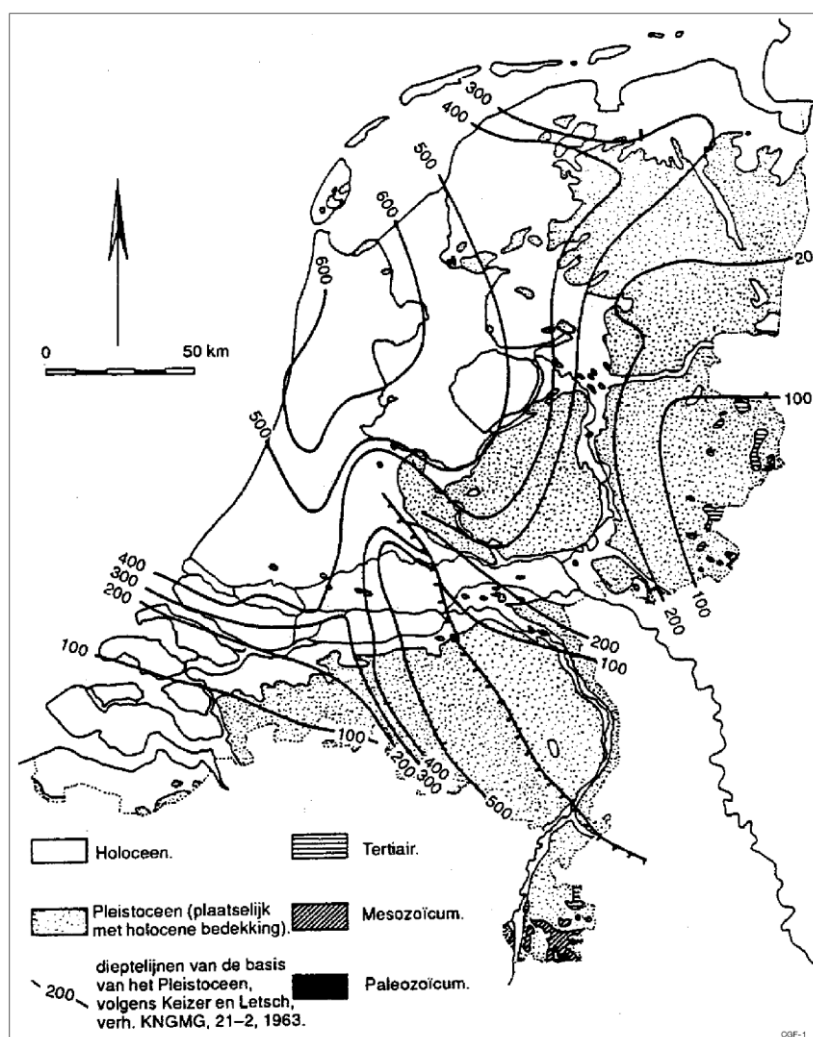 300
400
500
600
600
500
20
100
400
300
200
100
200
100
200
100
100
200
300
400
500
0 50 km
Holoceen.
Tertiair.
Pleistoceen (plaatselijk
met holocene bedekking).
Mesozoïcum.
dieptelijnen van de basis
van het Pleistoceen,
volgens Keizer en Letsch,
verh. KNGMG, 21–2, 1963.
200
Paleozoïcum.
CGF-1